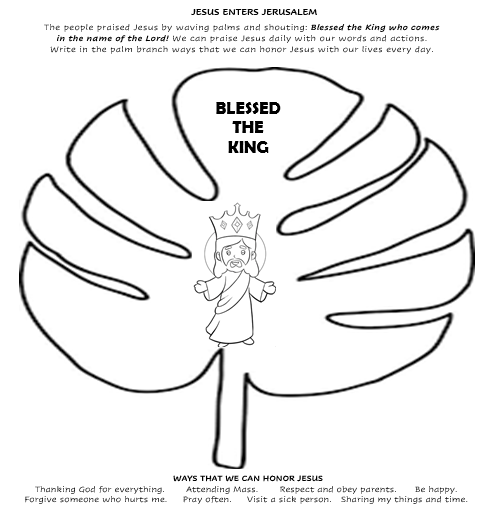 JESUS ENTERS JERUSALEM
The people praised Jesus by waving palms and shouting: Blessed the King who comes
in the name of the Lord! We can praise Jesus daily with our words and actions.
Write in the palm branch ways that we can honor Jesus with our lives every day.
BLESSED
THE
KING
WAYS THAT WE CAN HONOR JESUS
Thanking God for everything. Attending Mass. Respect and obey parents. Be happy.
Forgive someone who hurts me. Pray often. Visit a sick person. Sharing my things and time.